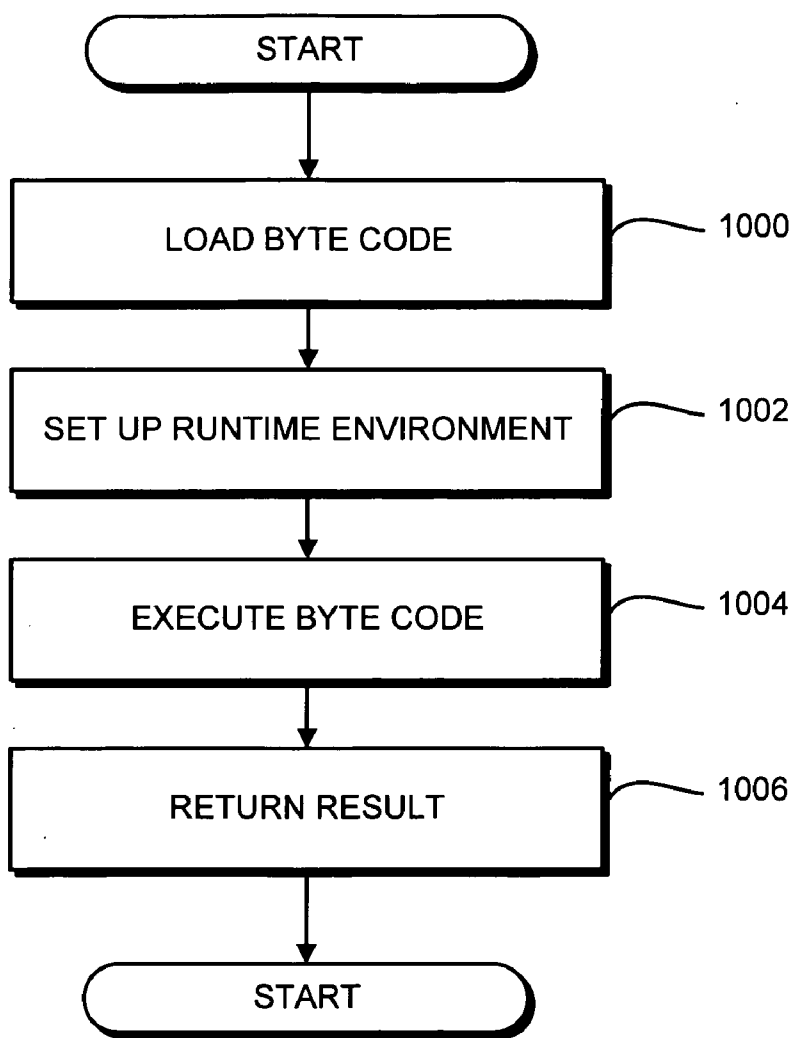 START
LOAD BYTE CODE
1000
SET UP RUNTIME ENVIRONMENT
1002
EXECUTE BYTE CODE
1004
RETURN RESULT
1006
START